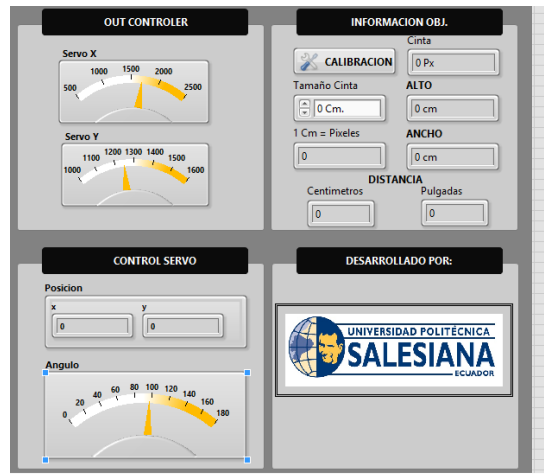 OUT CONTROLER
Servo X
500 1000 1500 2000 2500
Servo Y
1000 1100 1200 1300 1400 1500 1600
INFORMACION OBJ.
Cinta
CALIBRACION
0 Px
Tamaño Cinta
ALTO
0 Cm.
0 cm
1 Cm = Pixeles
ANCHO
0
0 cm
DISTANCIA
Centimetros
Pulgadas
0
0
CONTROL SERVO
Posicion
x
y
0
0
Angulo
0 20 40 60 80 100 120 140 160 180
DESARROLLADO POR:
UNIVERSIDAD POLITÉCNICA
SALESIANA
ECUADOR